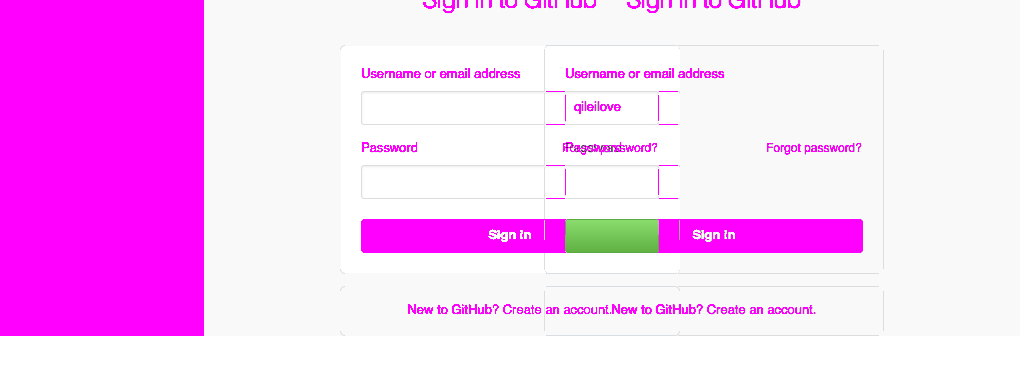 Sign in to GitHub Sign in to GitHub
Username or email address Username or email address
qileilove
Password Forgot password? Password Forgot password?
Sign in Sign in
New to GitHub? Create an account. New to GitHub? Create an account.